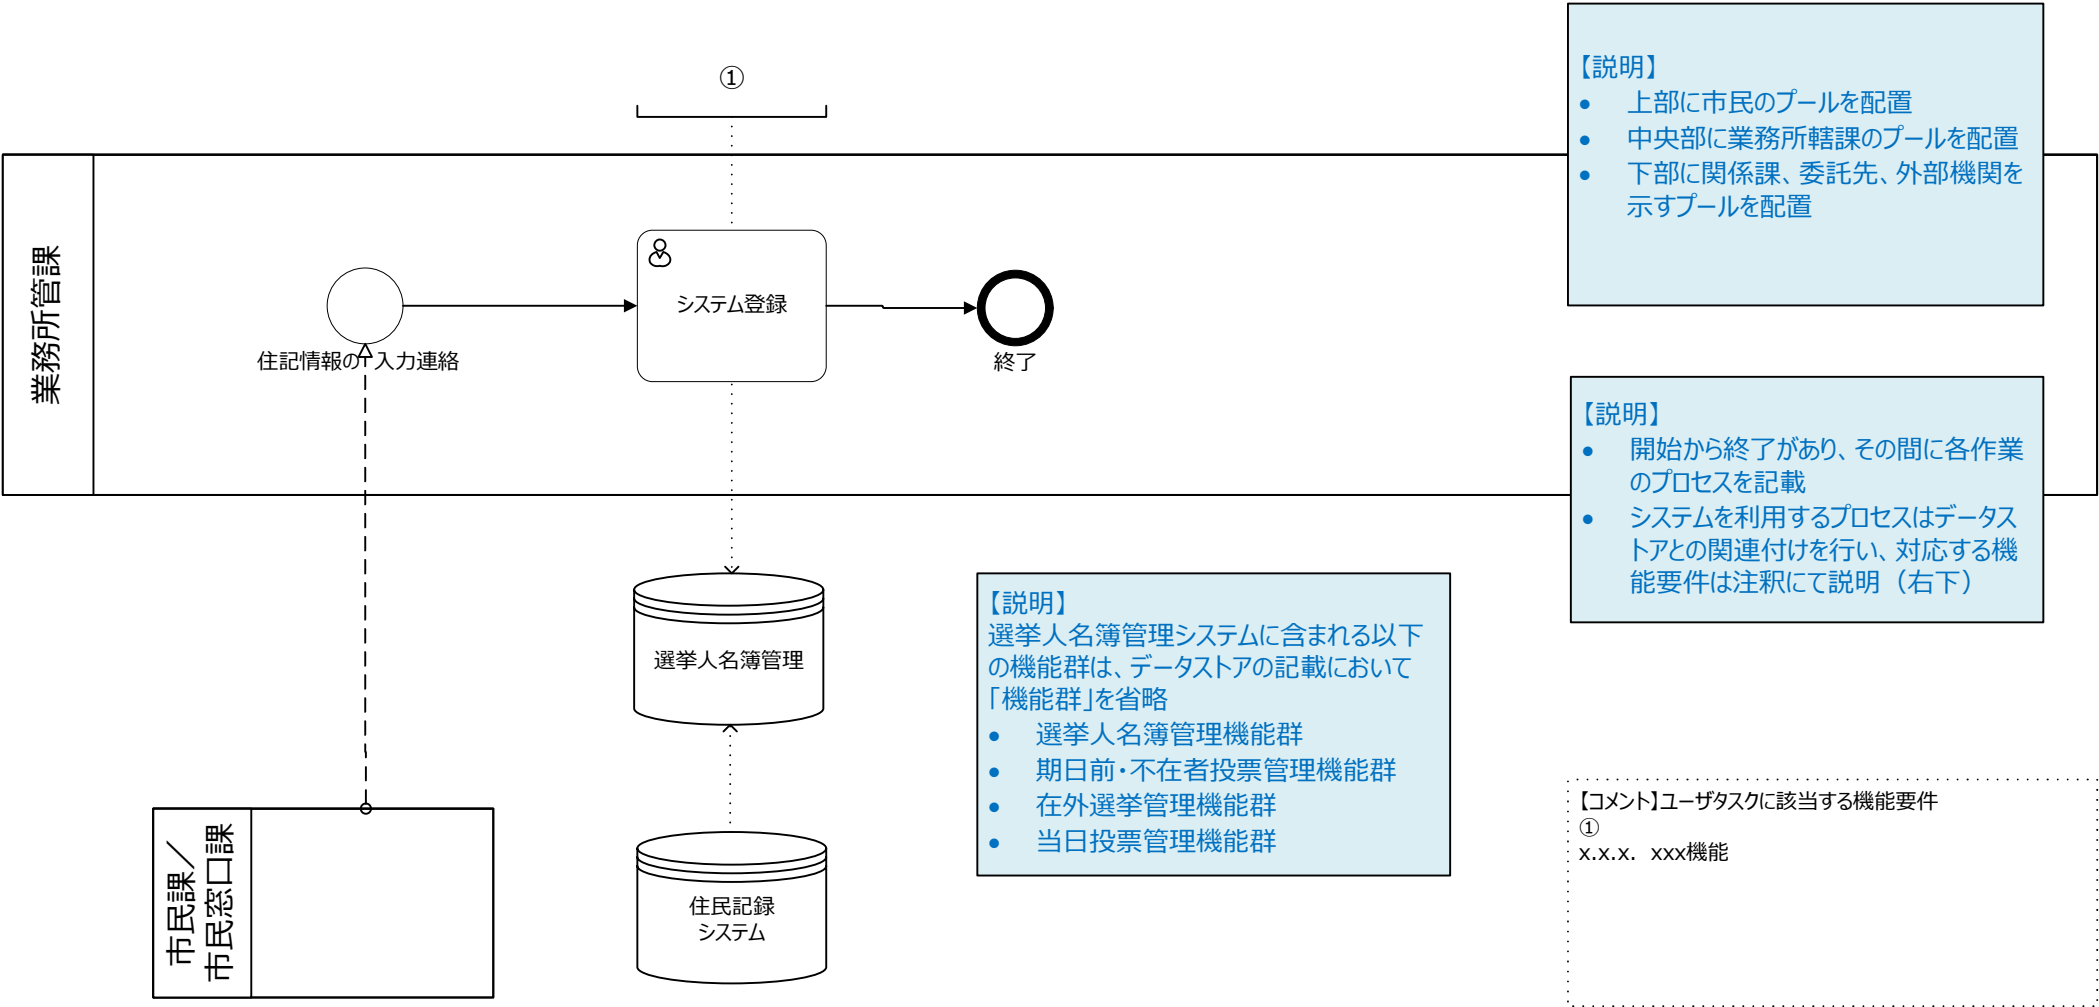 ①
業務所管課
住記情報の 入力連絡
システム登録
終了
【説明】
• 上部に市民のプールを配置
• 中央部に業務所轄課のプールを配置
• 下部に関係課、委託先、外部機関を
示すプールを配置
【説明】
• 開始から終了があり、その間に各作業
のプロセスを記載
• システムを利用するプロセスはデータス
トアとの関連付けを行い、対応する機
能要件は注釈にて説明（右下）
選挙人名簿管理
【説明】
選挙人名簿管理システムに含まれる以下
の機能群は、データストアの記載において
「機能群」を省略
• 選挙人名簿管理機能群
• 期日前・不在者投票管理機能群
• 在外選挙管理機能群
• 当日投票管理機能群
市民課／
市民窓口課
住民記録
システム
【コメント】ユーザタスクに該当する機能要件
①
x.x.x. xxx機能